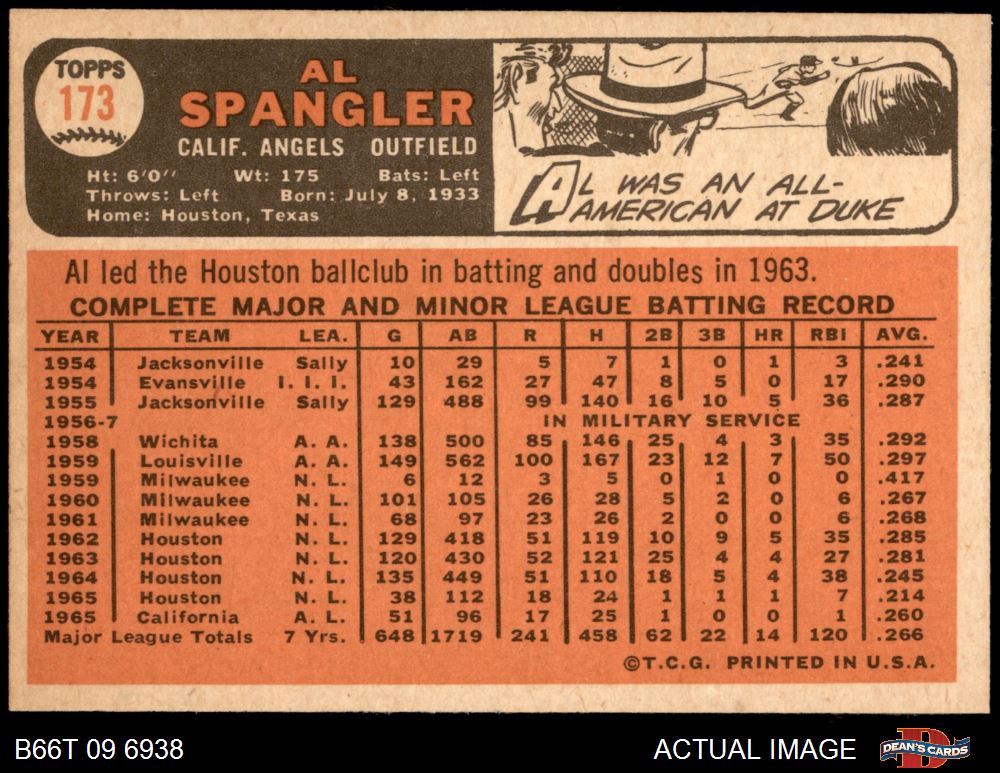 TOPPS
173
AL
SPANGLER
CALIF. ANGELS OUTFIELD
Ht: 6'0" Wt: 175 Bats: Left
Throws: Left Born: July 8, 1933
Home: Houston, Texas
AL WAS AN ALL-
AMERICAN AT DUKE
Al led the Houston ballclub in batting and doubles in 1963.
COMPLETE MAJOR AND MINOR LEAGUE BATTING RECORD
YEAR TEAM LEA. G AB R H 2B 3B HR RBI AVG.
1954 Jacksonville Sally 10 29 5 7 1 0 1 3 .241
1954 Evansville I. I. I. 43 162 27 47 8 5 0 17 .290
1955 Jacksonville Sally 129 488 99 140 16 10 5 36 .287
1956-7 IN MILITARY SERVICE
1958 Wichita A. A. 138 500 85 146 25 4 3 35 .292
1959 Louisville A. A. 149 562 100 167 23 12 7 50 .297
1959 Milwaukee N. L. 6 12 3 5 0 1 0 0 .417
1960 Milwaukee N. L. 101 105 26 28 5 2 0 6 .267
1961 Milwaukee N. L. 68 97 23 26 2 0 0 6 .268
1962 Houston N. L. 129 418 51 119 10 9 5 35 .285
1963 Houston N. L. 120 430 52 121 25 4 4 27 .281
1964 Houston N. L. 135 449 51 110 18 5 4 38 .245
1965 Houston N. L. 38 112 18 24 1 1 1 7 .214
1965 California A. L. 51 96 17 25 1 0 0 1 .260
Major League Totals 7 Yrs. 648 1719 241 458 62 22 14 120 .266
©T.C.G. PRINTED IN U.S.A.
B66T 09 6938 ACTUAL IMAGE DEAN'S CARDS